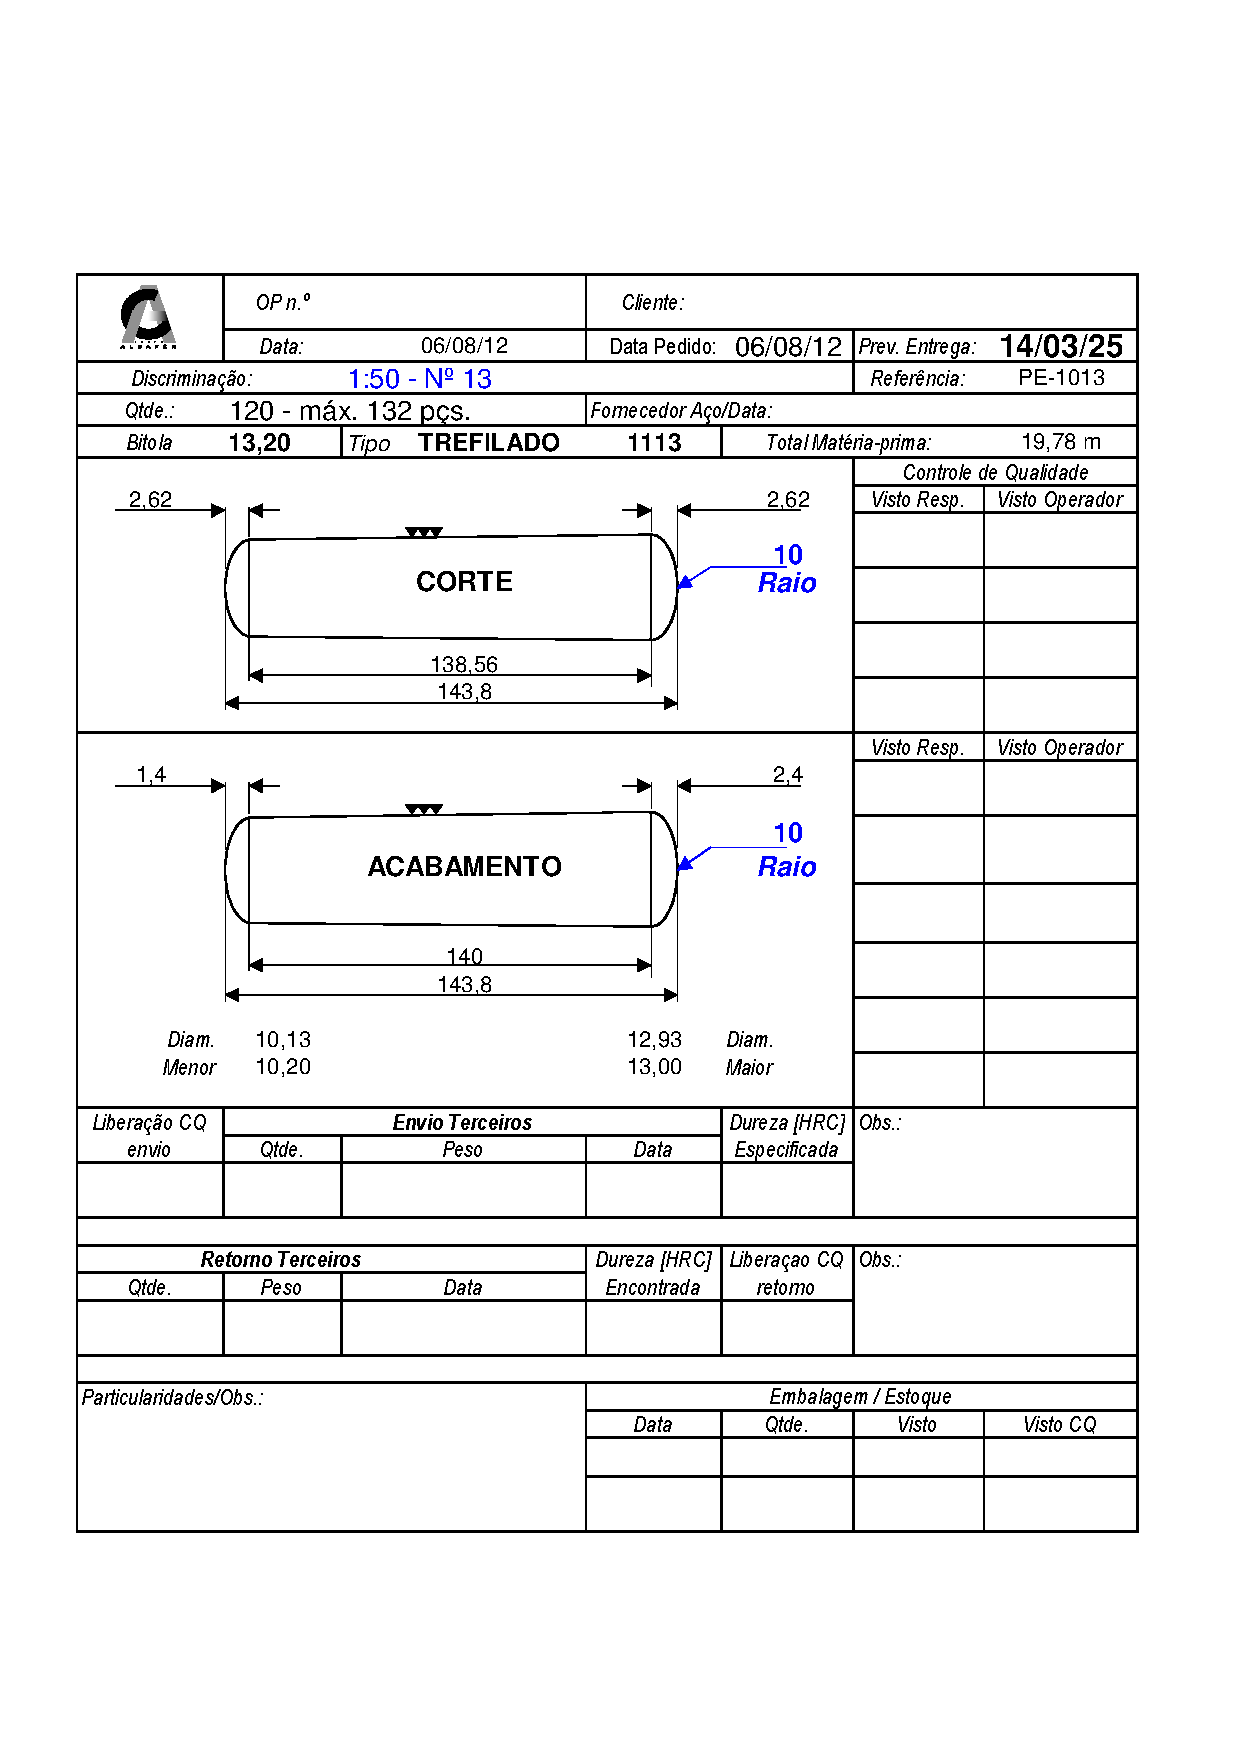 ALBAFER
OP n.º Cliente:
Data: 06/08/12 Data Pedido: 06/08/12 Prev. Entrega: 14/03/25
Discriminação: 1:50 - Nº 13 Referência: PE-1013
Qtde.: 120 - máx. 132 pçs. Fornecedor Aço/Data:
Bitola 13,20 Tipo TREFILADO 1113 Total Matéria-prima: 19,78 m
Controle de Qualidade
2,62 2,62 Visto Resp. Visto Operador
10
CORTE Raio
138,56
143,8
Visto Resp. Visto Operador
1,4 2,4
10
ACABAMENTO Raio
140
143,8
Diam. 10,13 12,93 Diam.
Menor 10,20 13,00 Maior
Liberação CQ Envio Terceiros Dureza [HRC] Obs.:
envio Qtde. Peso Data Especificada
Retorno Terceiros Dureza [HRC] Liberaçao CQ Obs.:
Qtde. Peso Data Encontrada retorno
Particularidades/Obs.: Embalagem / Estoque
Data Qtde. Visto Visto CQ